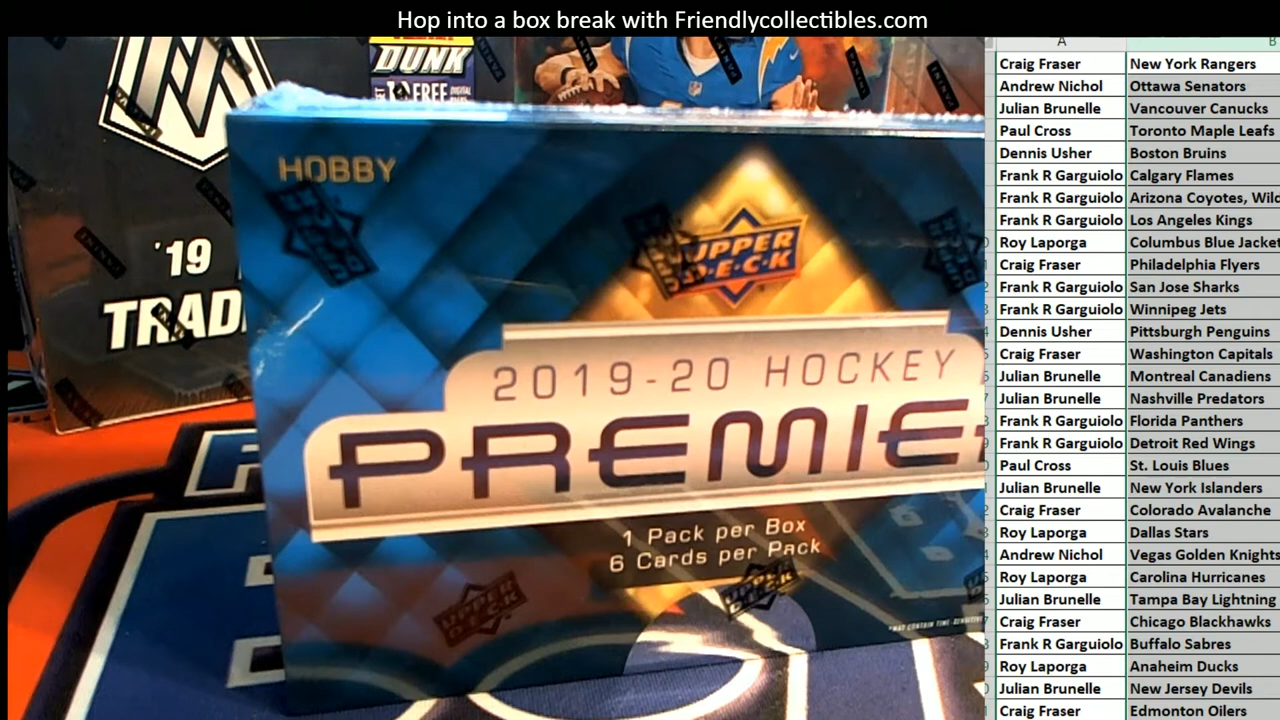 Hop into a box break with Friendlycollectibles.com
DUNK
FREE
HOBBY
UPPER
D·E·C·K
'19
TRAD
2019-20 HOCKEY
PREMIE
1 Pack per Box
6 Cards per Pack
UPPER
DECK
UPPER
DECK
A B
Craig Fraser New York Rangers
Andrew Nichol Ottawa Senators
Julian Brunelle Vancouver Canucks
Paul Cross Toronto Maple Leafs
Dennis Usher Boston Bruins
Frank R Garguiolo Calgary Flames
Frank R Garguiolo Arizona Coyotes, Wild
Frank R Garguiolo Los Angeles Kings
Roy Laporga Columbus Blue Jacket
Craig Fraser Philadelphia Flyers
Frank R Garguiolo San Jose Sharks
Frank R Garguiolo Winnipeg Jets
Dennis Usher Pittsburgh Penguins
Craig Fraser Washington Capitals
Julian Brunelle Montreal Canadiens
Julian Brunelle Nashville Predators
Frank R Garguiolo Florida Panthers
Frank R Garguiolo Detroit Red Wings
Paul Cross St. Louis Blues
Julian Brunelle New York Islanders
Craig Fraser Colorado Avalanche
Roy Laporga Dallas Stars
Andrew Nichol Vegas Golden Knights
Roy Laporga Carolina Hurricanes
Julian Brunelle Tampa Bay Lightning
Craig Fraser Chicago Blackhawks
Frank R Garguiolo Buffalo Sabres
Roy Laporga Anaheim Ducks
Julian Brunelle New Jersey Devils
Craig Fraser Edmonton Oilers